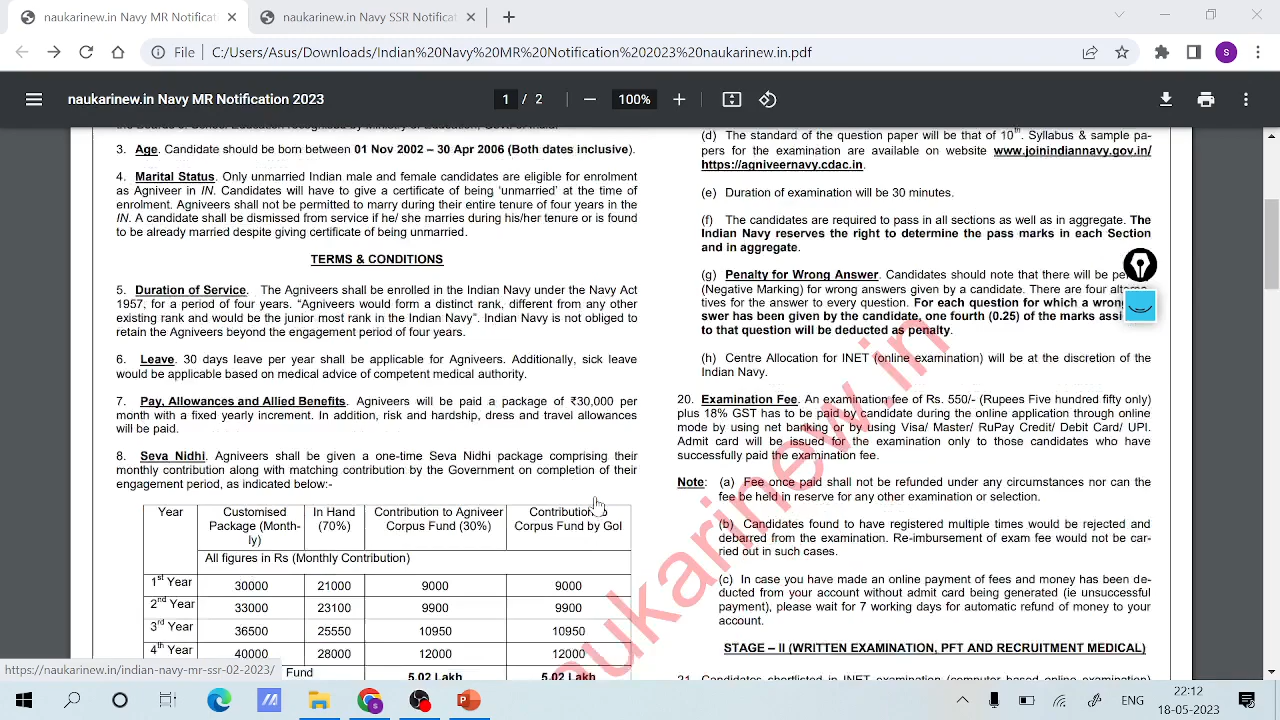 naukarinew.in Navy MR Notificat
naukarinew.in Navy SSR Notificat
File
C:/Users/Asus/Downloads/Indian%20Navy%20MR%20Notification%202023%20naukarinew.in.pdf
S
naukarinew.in Navy MR Notification 2023
1 / 2
100%
3. Age. Candidate should be born between 01 Nov 2002 – 30 Apr 2006 (Both dates inclusive).
4. Marital Status. Only unmarried Indian male and female candidates are eligible for enrolment
as Agniveer in IN. Candidates will have to give a certificate of being 'unmarried' at the time of
enrolment. Agniveers shall not be permitted to marry during their entire tenure of four years in the
IN. A candidate shall be dismissed from service if he/ she marries during his/her tenure or is found
to be already married despite giving certificate of being unmarried.
TERMS & CONDITIONS
5. Duration of Service. The Agniveers shall be enrolled in the Indian Navy under the Navy Act
1957, for a period of four years. "Agniveers would form a distinct rank, different from any other
existing rank and would be the junior most rank in the Indian Navy". Indian Navy is not obliged to
retain the Agniveers beyond the engagement period of four years.
6. Leave. 30 days leave per year shall be applicable for Agniveers. Additionally, sick leave
would be applicable based on medical advice of competent medical authority.
7. Pay, Allowances and Allied Benefits. Agniveers will be paid a package of ₹30,000 per
month with a fixed yearly increment. In addition, risk and hardship, dress and travel allowances
will be paid.
8. Seva Nidhi. Agniveers shall be given a one-time Seva Nidhi package comprising their
monthly contribution along with matching contribution by the Government on completion of their
engagement period, as indicated below:-
Year
Customised
Package (Month-
ly)
In Hand
(70%)
Contribution to Agniveer
Corpus Fund (30%)
Contribution
Corpus Fund by GoI
All figures in Rs (Monthly Contribution)
1st Year 30000 21000 9000 9000
2nd Year 33000 23100 9900 9900
3rd Year 36500 25550 10950 10950
4th Year 40000 28000 12000 12000
Fund 5.02 Lakh 5.02 Lakh
https://naukarinew.in/indian-navy-mr-ssr-02-2023/
(d) The standard of the question paper will be that of 10th. Syllabus & sample pa-
pers for the examination are available on website www.joinindiannavy.gov.in/
https://agniveernavy.cdac.in.
(e) Duration of examination will be 30 minutes.
(f) The candidates are required to pass in all sections as well as in aggregate. The
Indian Navy reserves the right to determine the pass marks in each Section
and in aggregate.
(g) Penalty for Wrong Answer. Candidates should note that there will be
(Negative Marking) for wrong answers given by a candidate. There are four
tives for the answer to every question. For each question for which a wrong
swer has been given by the candidate, one fourth (0.25) of the marks
to that question will be deducted as penalty.
(h) Centre Allocation for INET (online examination) will be at the discretion of the
Indian Navy.
20. Examination Fee. An examination fee of Rs. 550/- (Rupees Five hundred fifty only)
plus 18% GST has to be paid by candidate during the online application through online
mode by using net banking or by using Visa/ Master/ RuPay Credit/ Debit Card/ UPI.
Admit card will be issued for the examination only to those candidates who have
successfully paid the examination fee.
Note: (a) Fee once paid shall not be refunded under any circumstances nor can the
fee be held in reserve for any other examination or selection.
(b) Candidates found to have registered multiple times would be rejected and
debarred from the examination. Re-imbursement of exam fee would not be car-
ried out in such cases.
(c) In case you have made an online payment of fees and money has been de-
ducted from your account without admit card being generated (ie unsuccessful
payment), please wait for 7 working days for automatic refund of money to your
account.
STAGE – II (WRITTEN EXAMINATION, PFT AND RECRUITMENT MEDICAL)
naukarinew.in
ENG
22:12
18-05-2023